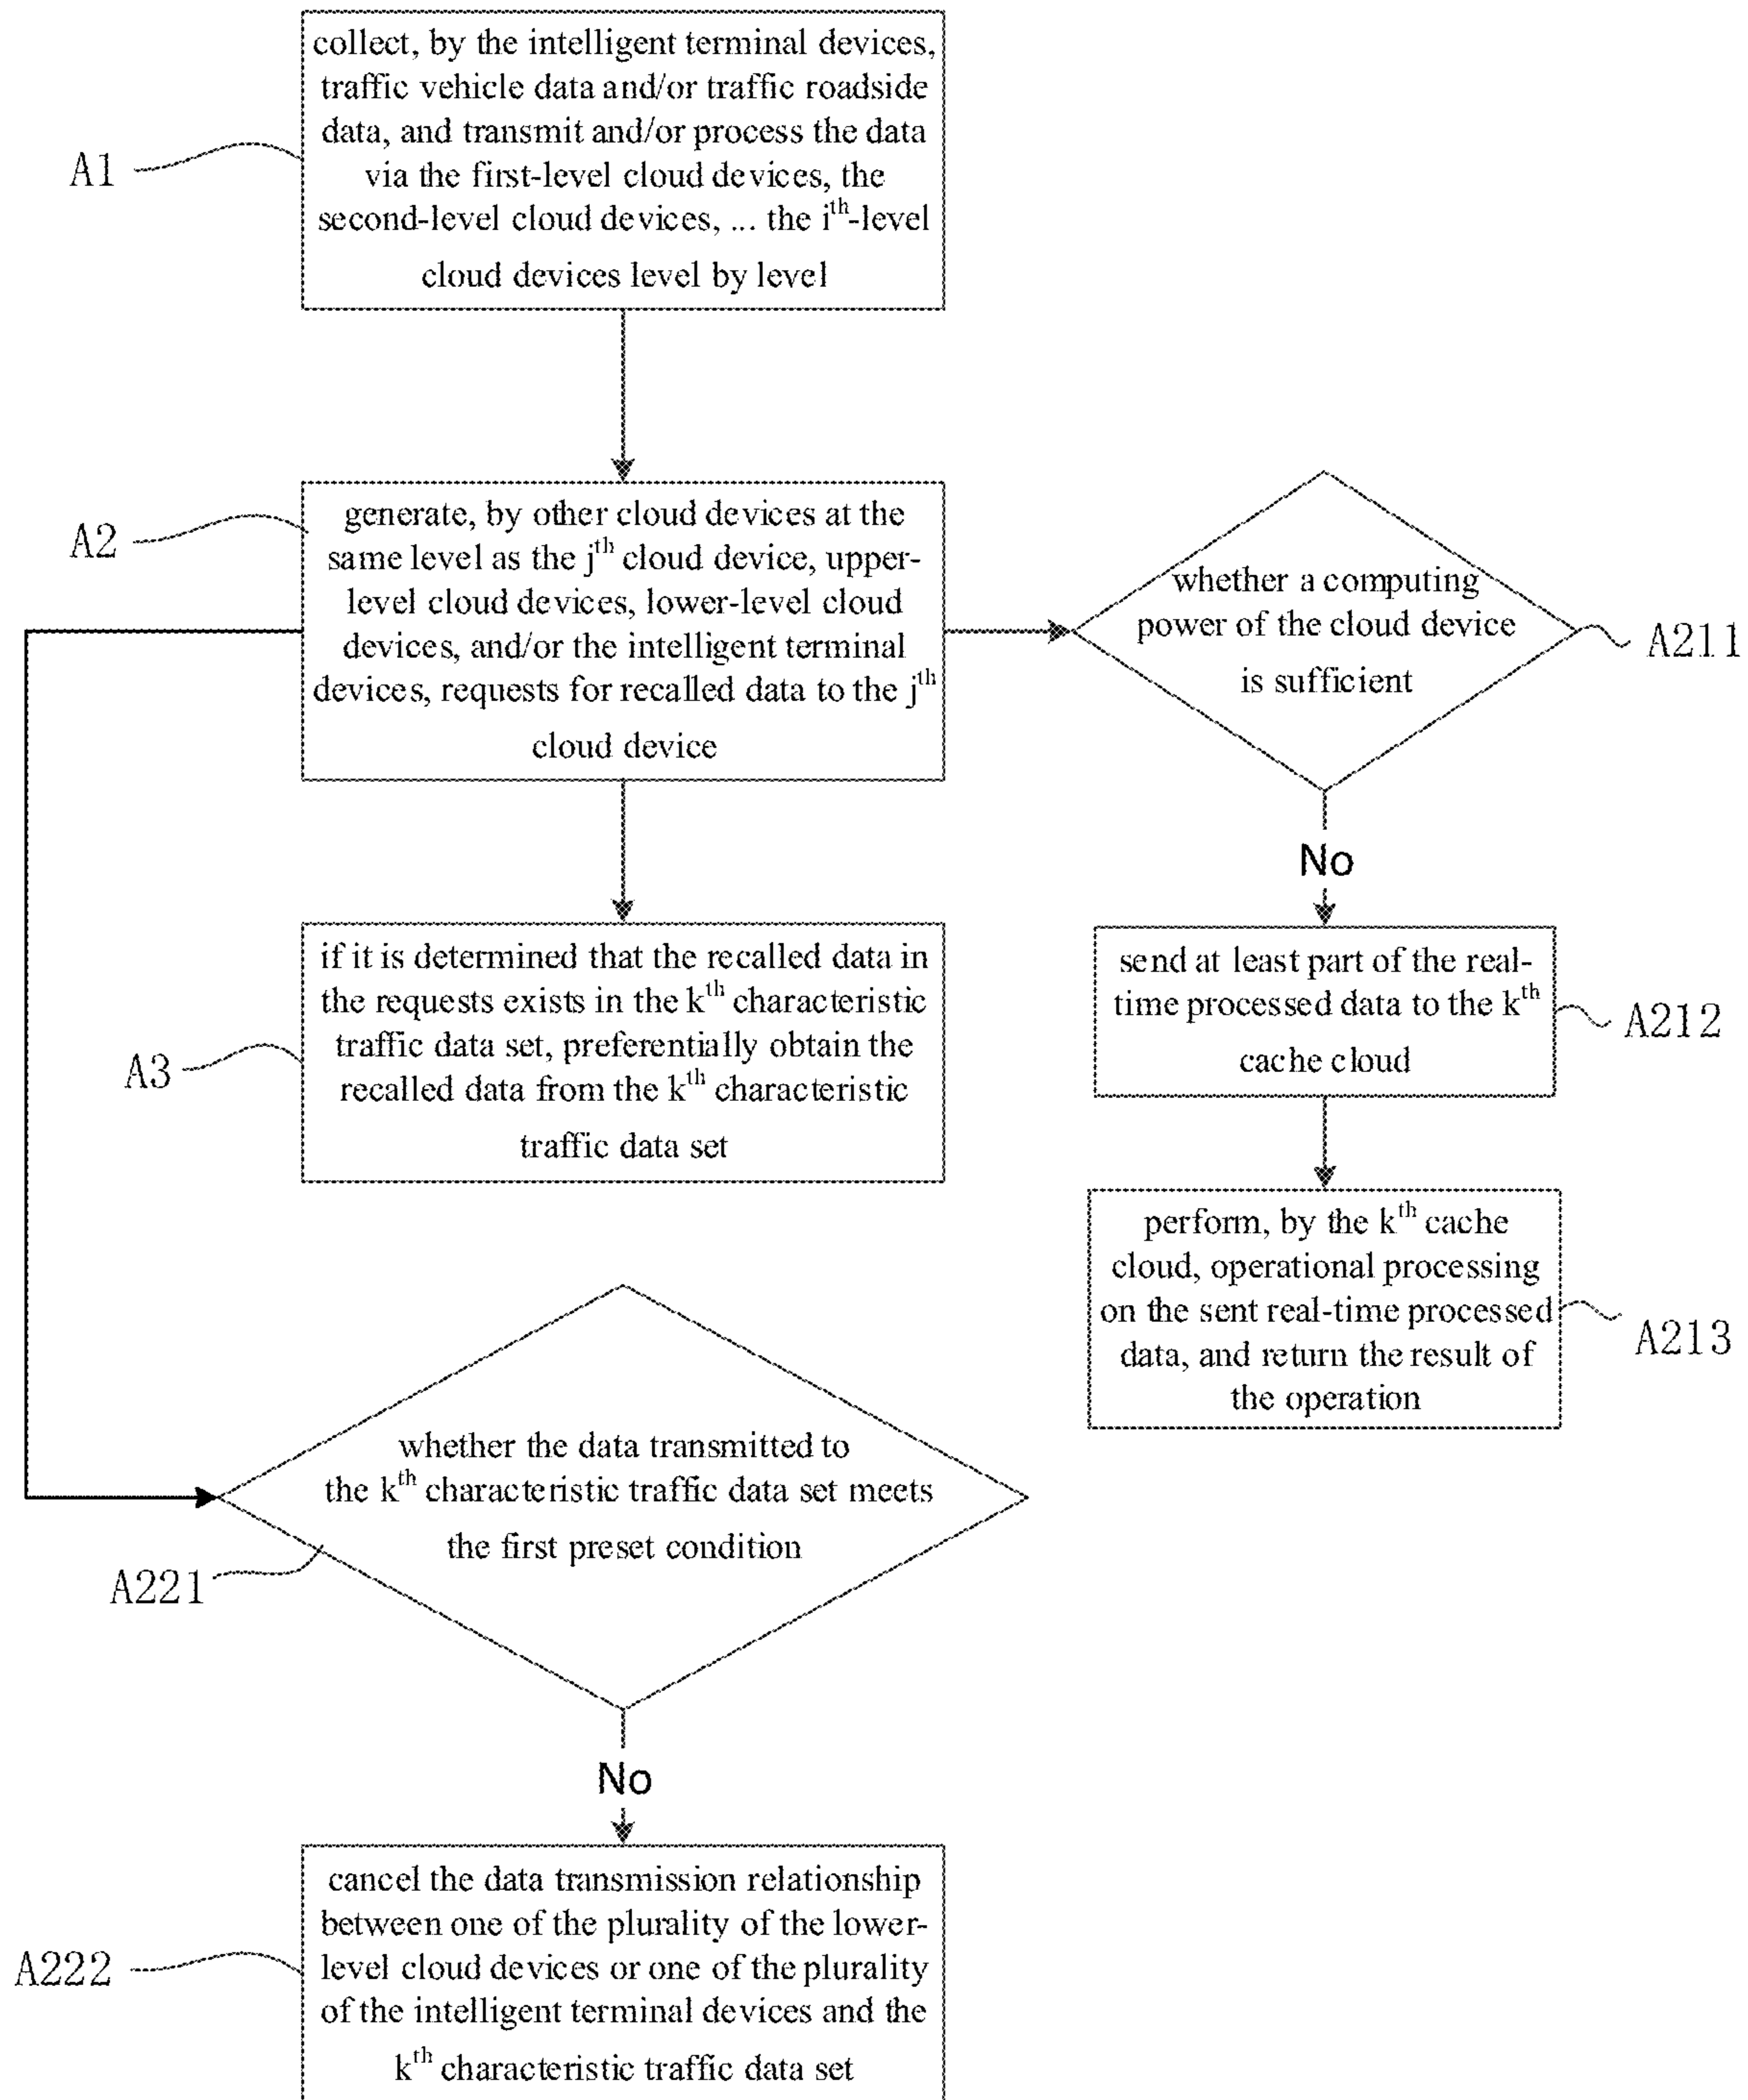 A1
collect, by the intelligent terminal devices,
traffic vehicle data and/or traffic roadside
data, and transmit and/or process the data
via the first-level cloud devices, the
second-level cloud devices, ... the ith-level
cloud devices level by level
A2
generate, by other cloud devices at the
same level as the jth cloud device, upper-
level cloud devices, lower-level cloud
devices, and/or the intelligent terminal
devices, requests for recalled data to the jth
cloud device
whether a computing
power of the cloud device
is sufficient
A211
No
A3
if it is determined that the recalled data in
the requests exists in the kth characteristic
traffic data set, preferentially obtain the
recalled data from the kth characteristic
traffic data set
send at least part of the real-
time processed data to the kth
cache cloud
A212
perform, by the kth cache
cloud, operational processing
on the sent real-time processed
data, and return the result of
the operation
A213
whether the data transmitted to
the kth characteristic traffic data set meets
the first preset condition
A221
No
A222
cancel the data transmission relationship
between one of the plurality of the lower-
level cloud devices or one of the plurality
of the intelligent terminal devices and the
kth characteristic traffic data set